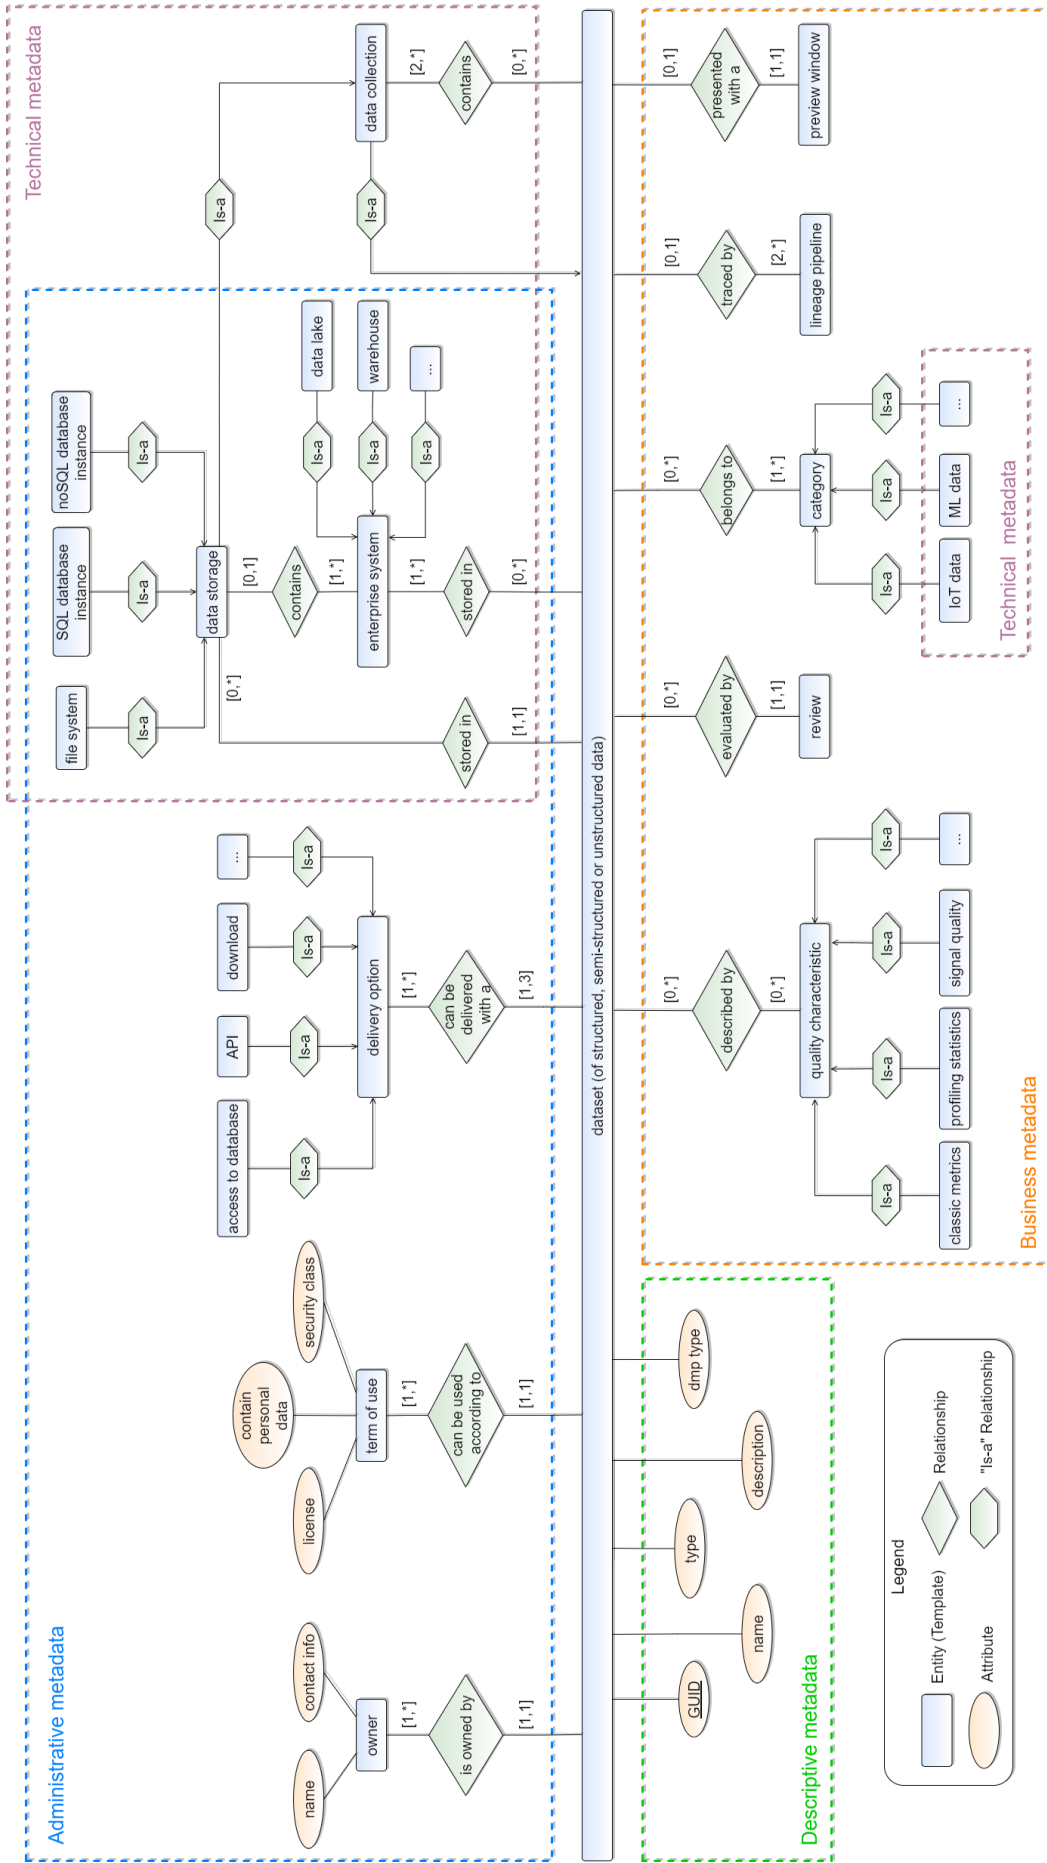 Administrative metadata
Technical metadata
file system
SQL database
instance
noSQL database
instance
Is-a
Is-a
Is-a
Is-a
access to database
API
download
...
data storage
[0,*]
[0,1]
Is-a
Is-a
Is-a
Is-a
contains
Is-a
data lake
Is-a
warehouse
Is-a
...
[1,*]
name
contact info
license
contain
personal
data
security class
owner
term of use
delivery option
enterprise system
Is-a
data collection
[1,*]
[1,*]
[1,*]
[1,*]
[2,*]
is owned by
can be used
according to
can be
delivered
with a
stored in
stored in
contains
[1,1]
[1,1]
[1,3]
[1,1]
[0,*]
[0,*]
dataset (of structured, semi-structured or unstructured data)
[0,*]
[0,*]
[0,*]
[0,1]
[0,1]
GUID
name
type
description
dmp type
described by
evaluated by
belongs to
traced by
presented
with a
[0,*]
[1,1]
[1,*]
[2,*]
[1,1]
Descriptive metadata
quality characteristic
review
category
lineage pipeline
preview window
Is-a
Is-a
Is-a
Is-a
Is-a
Is-a
Is-a
classic metrics
profiling statistics
signal quality
...
IoT data
ML data
...
Technical metadata
Business metadata
Legend
Entity (Template)
Relationship
Attribute
"Is-a" Relationship